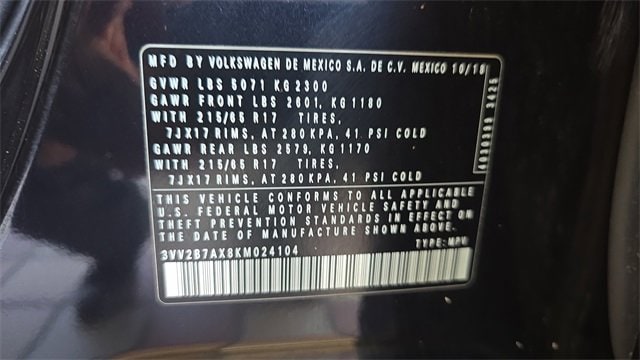 MFD BY VOLKSWAGEN DE MEXICO S.A. DE C.V. MEXICO 10/18
GVWR LBS 5071 KG 2300
GAWR FRONT LBS 2601, KG 1180
WITH 215/65 R17 TIRES,
7JX17 RIMS, AT 280 KPA, 41 PSI COLD
GAWR REAR LBS 2579, KG 1170
WITH 215/65 R17 TIRES,
7JX17 RIMS, AT 280 KPA, 41 PSI COLD
THIS VEHICLE CONFORMS TO ALL APPLICABLE
U.S. FEDERAL MOTOR VEHICLE SAFETY AND
THEFT PREVENTION STANDARDS IN EFFECT ON
THE DATE OF MANUFACTURE SHOWN ABOVE.
3VV2B7AX8KM024104 TYPE: MPV